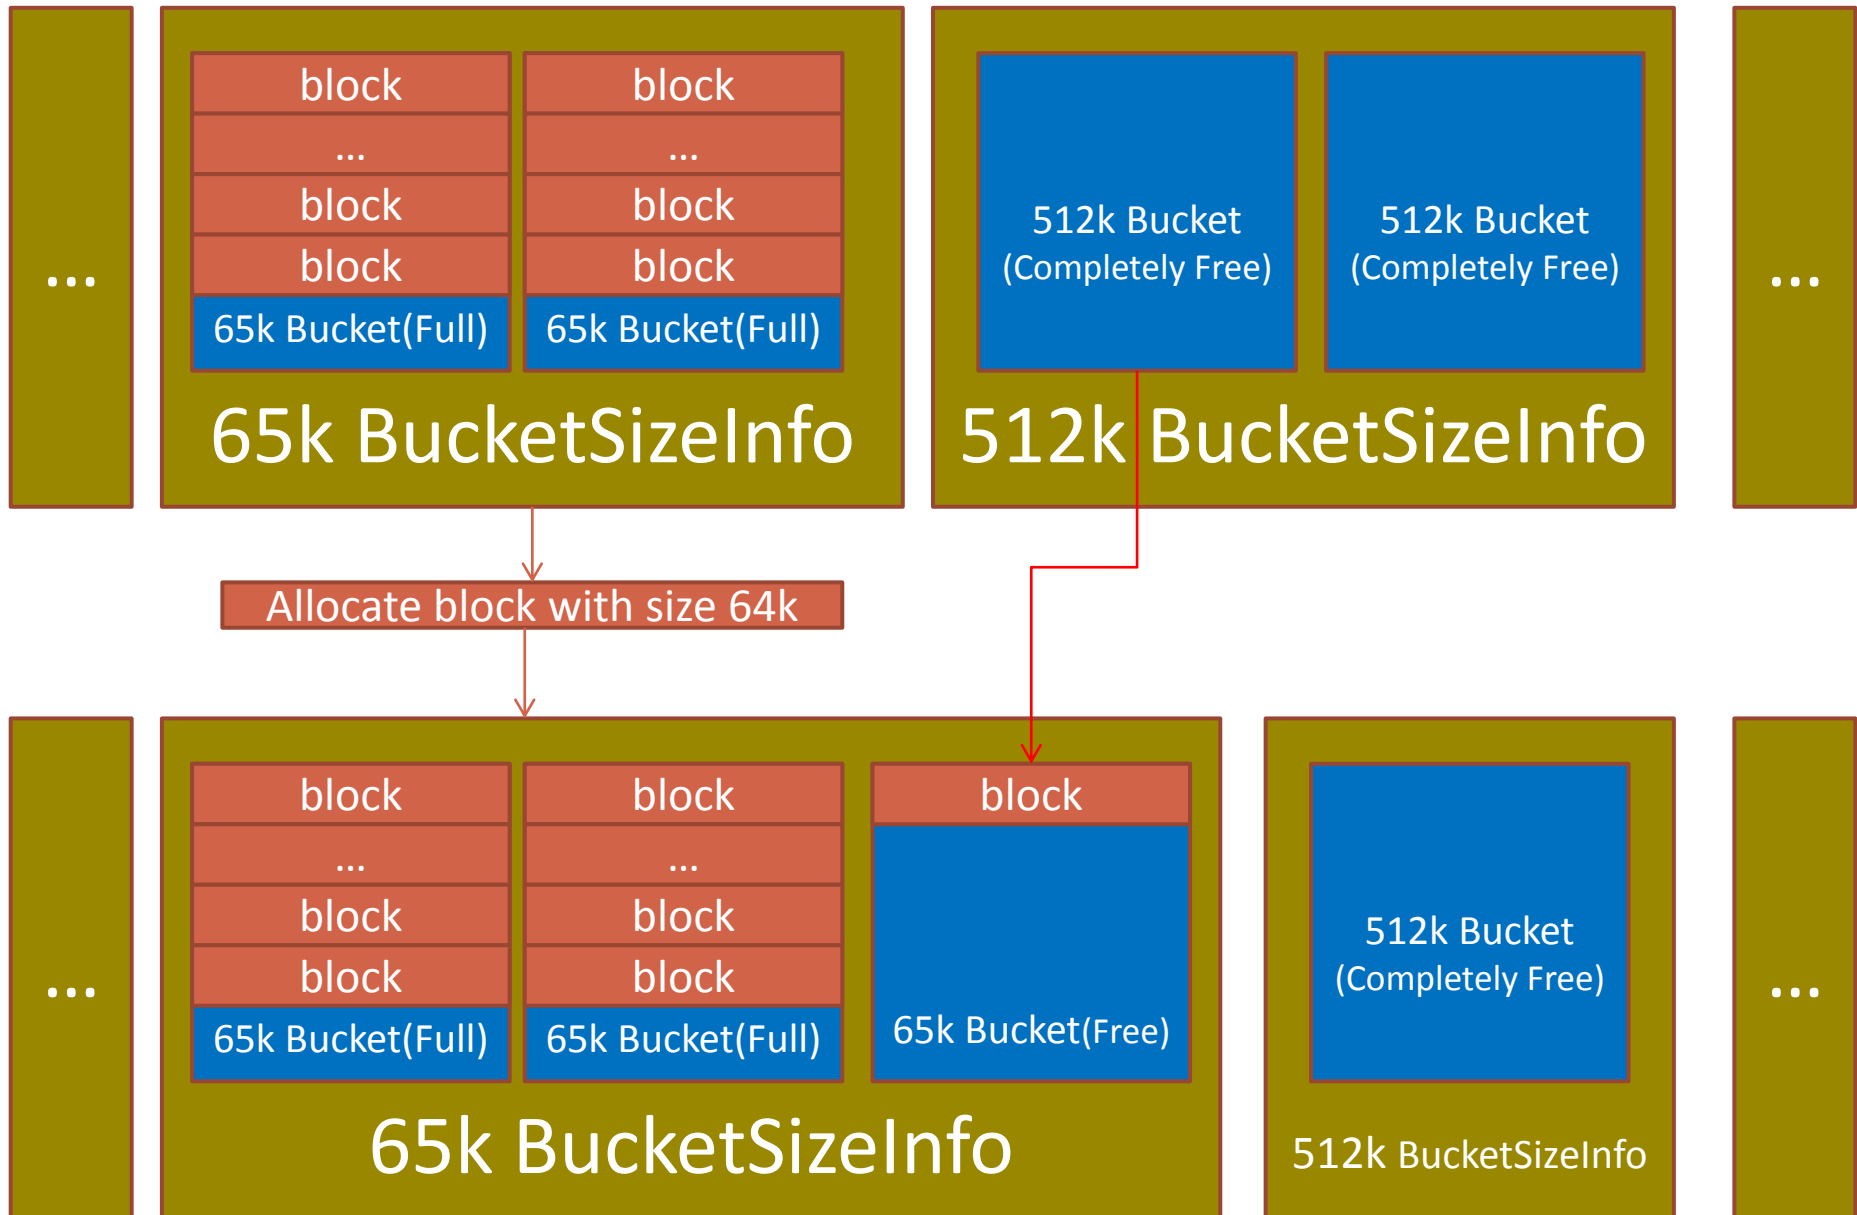 ...
block
...
block
block
65k Bucket(Full)
block
...
block
block
65k Bucket(Full)
65k BucketSizeInfo
512k Bucket
(Completely Free)
512k Bucket
(Completely Free)
512k BucketSizeInfo
...
Allocate block with size 64k
...
block
...
block
block
65k Bucket(Full)
block
...
block
block
65k Bucket(Full)
block
65k Bucket(Free)
65k BucketSizeInfo
512k Bucket
(Completely Free)
512k BucketSizeInfo
...